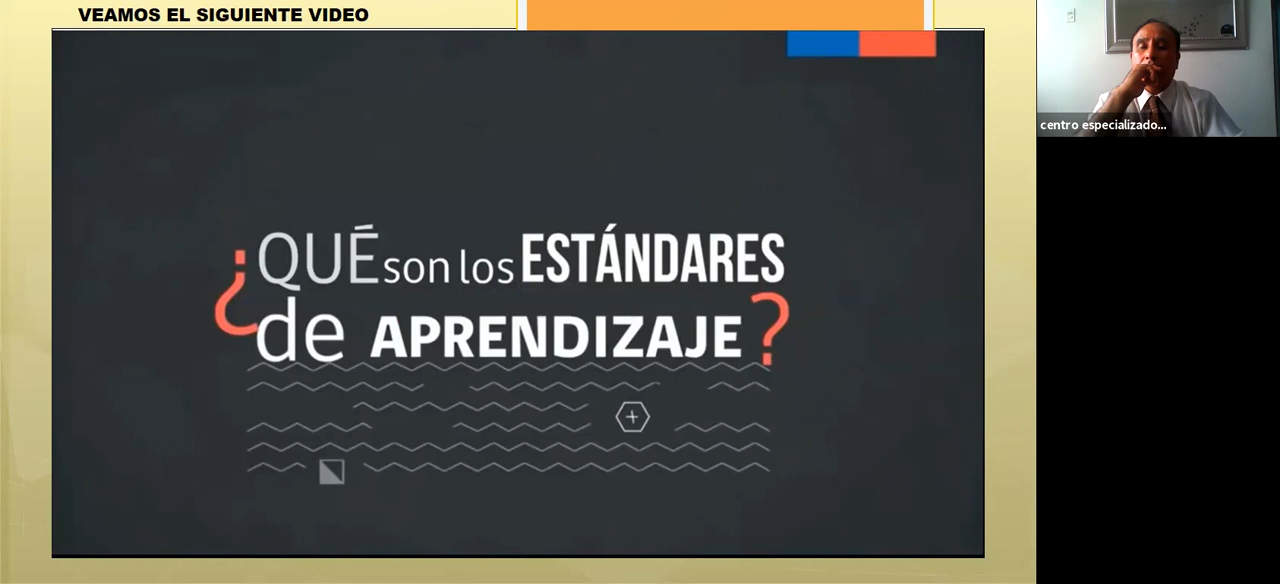 VEAMOS EL SIGUIENTE VIDEO
¿QUÉ son los ESTÁNDARES
de APRENDIZAJE?
centro especializado...